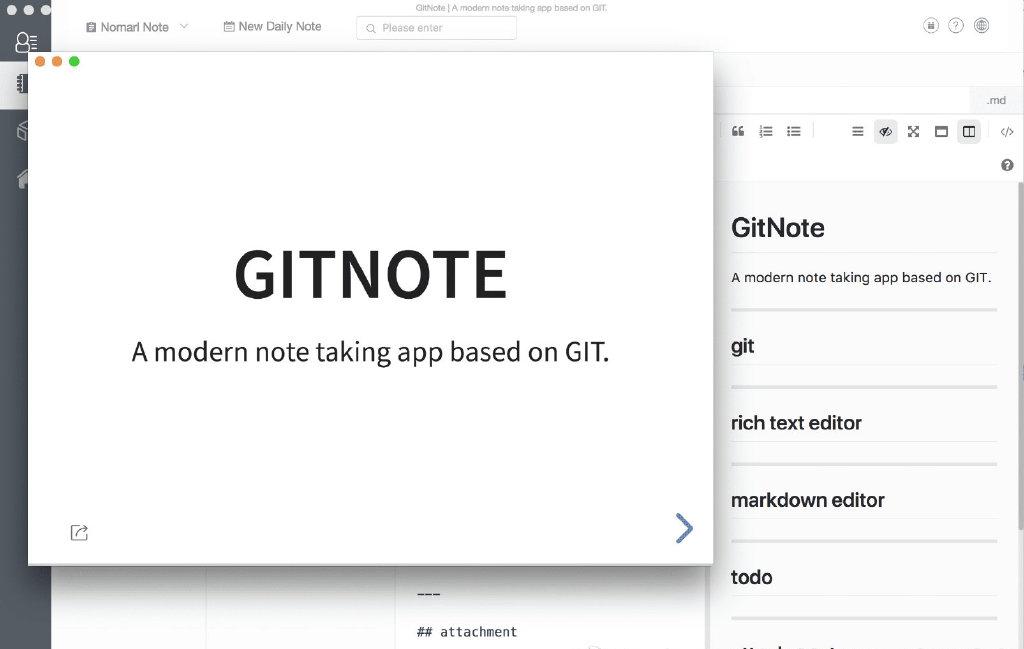 GitNote | A modern note taking app based on GIT.
Nomarl Note
New Daily Note
Please enter
.md
GITNOTE
A modern note taking app based on GIT.
GitNote
A modern note taking app based on GIT.
git
rich text editor
markdown editor
todo
---
## attachment